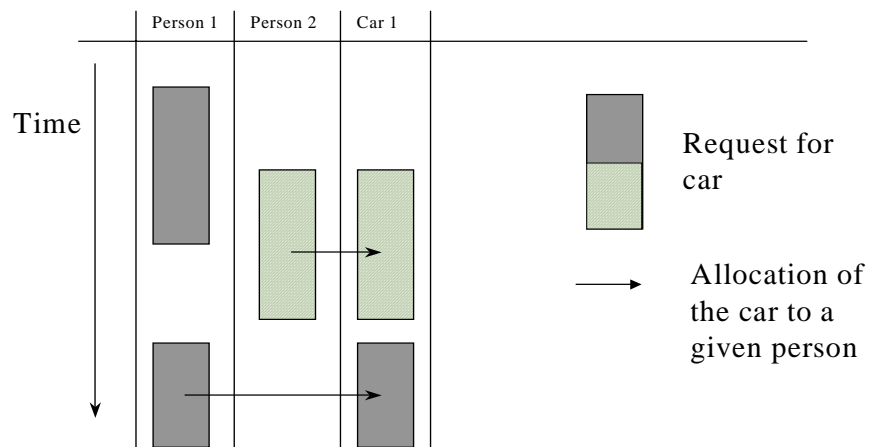 Person 1 Person 2 Car 1
Time
Request for
car
Allocation of
the car to a
given person